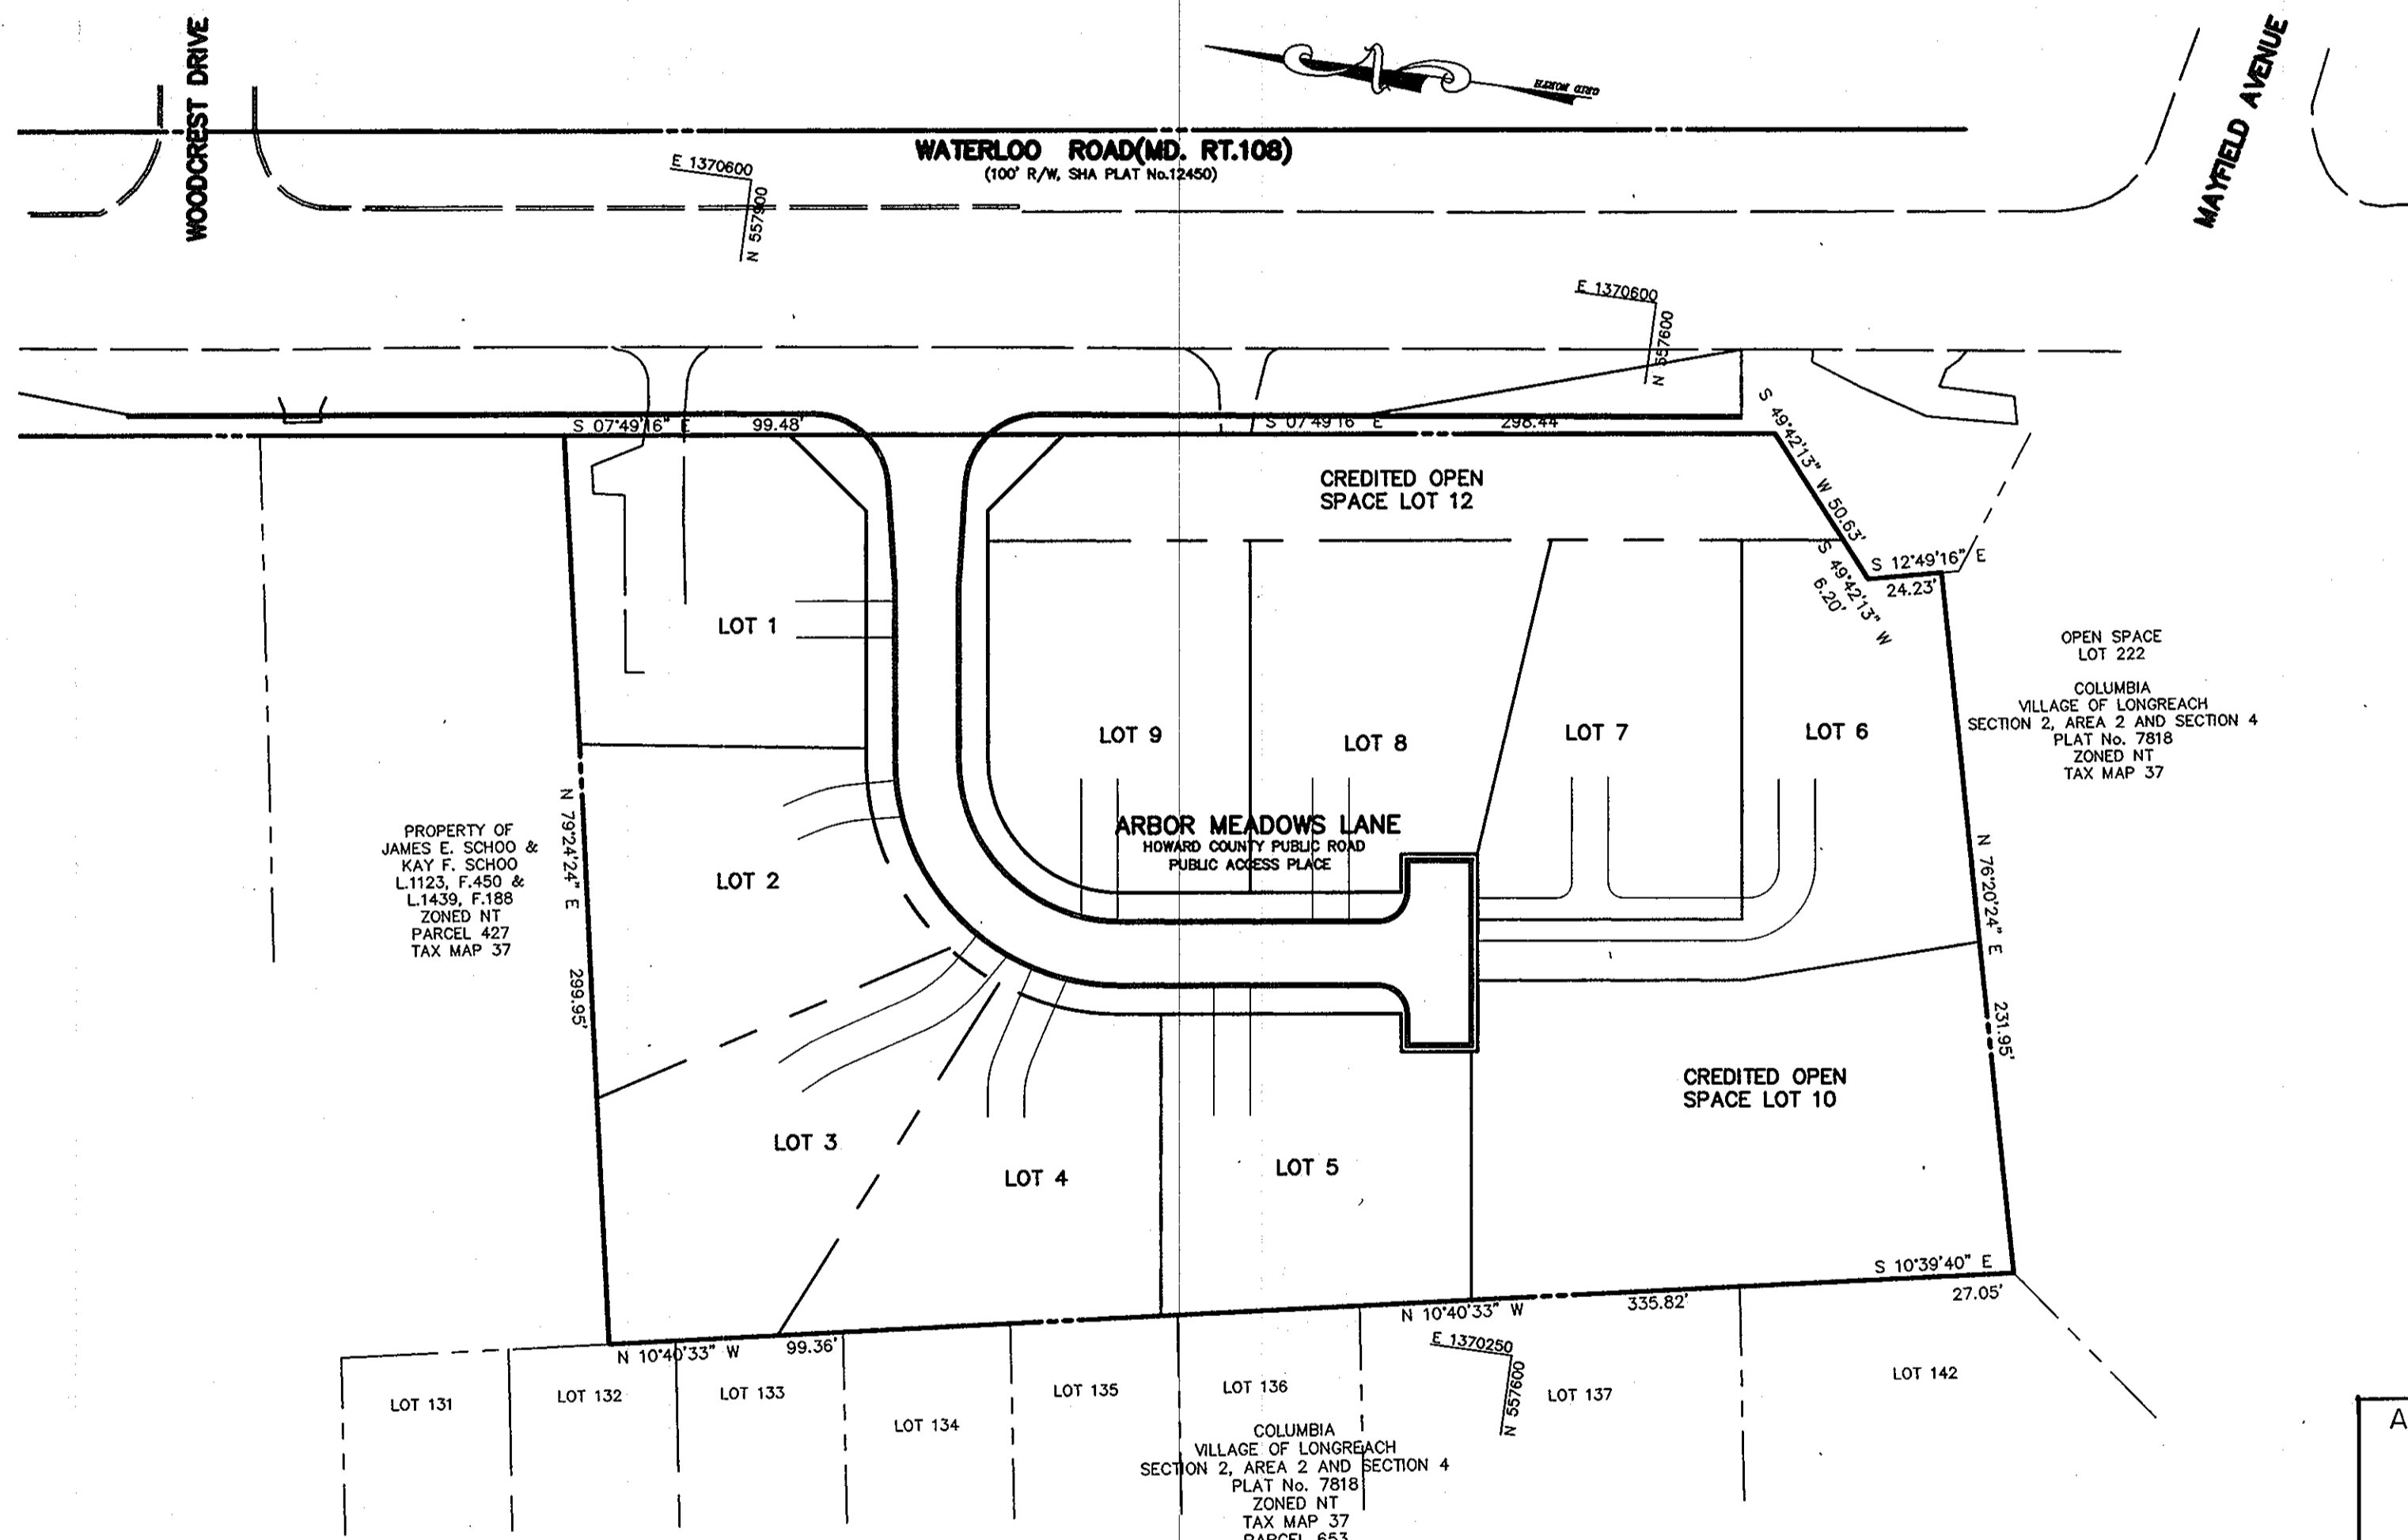 WOODCREST DRIVE
MAYFIELD AVENUE
GRID NORTH
WATERLOO ROAD(MD. RT.108)
(100' R/W, SHA PLAT No.12450)
E 1370600
N 557900
E 1370600
N 557600
S 07°49'16" E 99.48'
S 07°49'16 E 298.44
S 49°42'13" W 50.63'
CREDITED OPEN
SPACE LOT 12
S 49°42'13" W
6.20'
S 12°49'16" E
24.23'
LOT 1
OPEN SPACE
LOT 222
COLUMBIA
VILLAGE OF LONGREACH
SECTION 2, AREA 2 AND SECTION 4
PLAT No. 7818
ZONED NT
TAX MAP 37
LOT 9
LOT 8
LOT 7
LOT 6
N 79°24'24" E 299.95'
PROPERTY OF
JAMES E. SCHOO &
KAY F. SCHOO
L.1123, F.450 &
L.1439, F.188
ZONED NT
PARCEL 427
TAX MAP 37
ARBOR MEADOWS LANE
HOWARD COUNTY PUBLIC ROAD
PUBLIC ACCESS PLACE
LOT 2
N 76°20'24" E 231.95'
CREDITED OPEN
SPACE LOT 10
LOT 3
LOT 4
LOT 5
S 10°39'40" E
27.05'
N 10°40'33" W 335.82'
N 10°40'33" W 99.36'
E 1370250
N 557600
LOT 131
LOT 132
LOT 133
LOT 134
LOT 135
LOT 136
LOT 137
LOT 142
COLUMBIA
VILLAGE OF LONGREACH
SECTION 2, AREA 2 AND SECTION 4
PLAT No. 7818
ZONED NT
TAX MAP 37
PARCEL 653
A